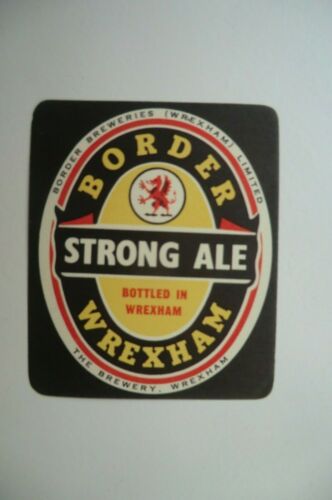 BORDER BREWERIES (WREXHAM) LIMITED
BORDER
STRONG ALE
BOTTLED IN
WREXHAM
WREXHAM
THE BREWERY, WREXHAM